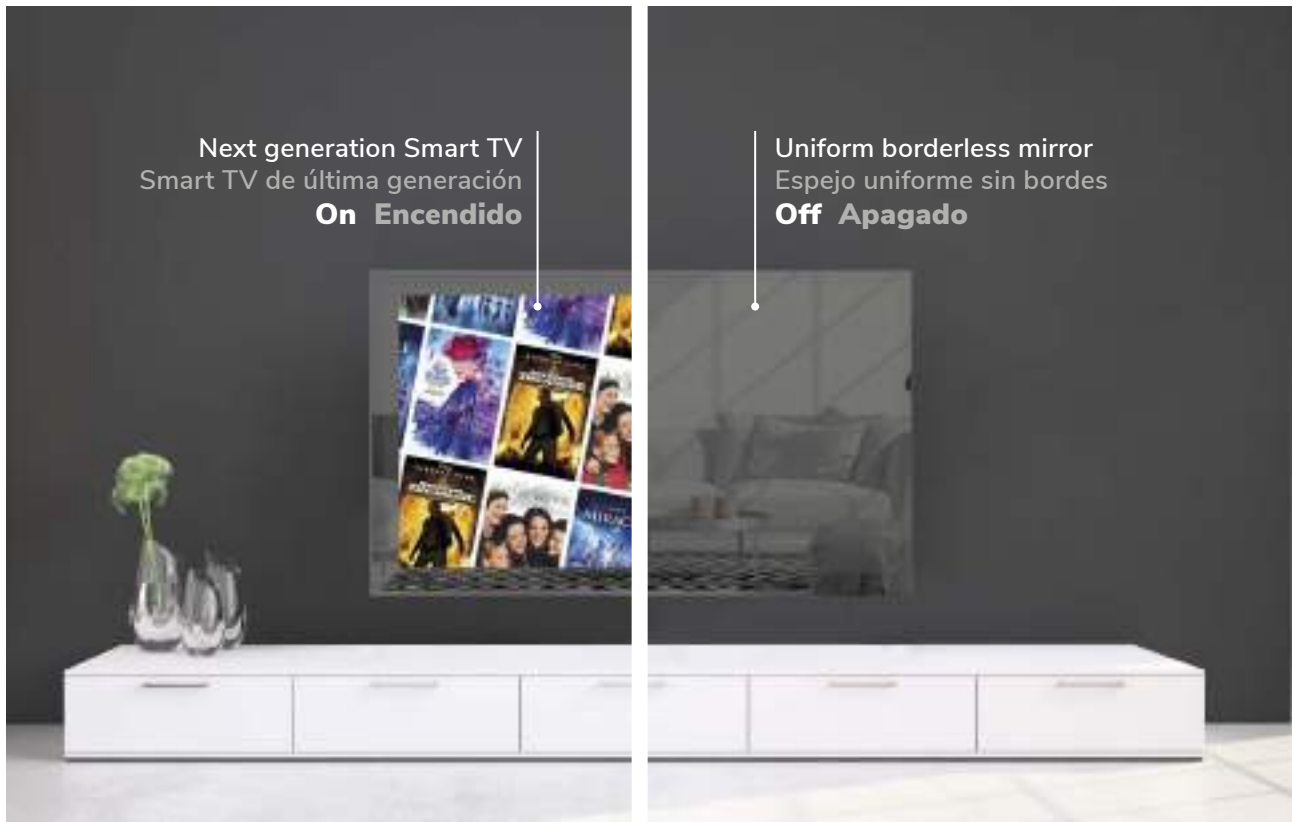 Next generation Smart TV
Smart TV de última generación
On Encendido
Uniform borderless mirror
Espejo uniforme sin bordes
Off Apagado